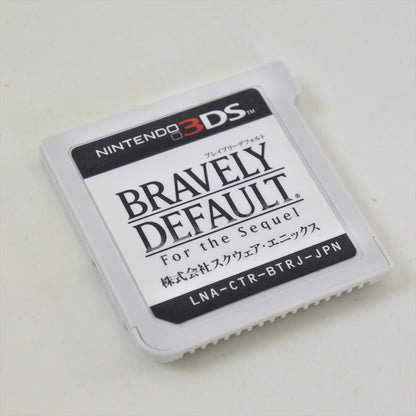 NINTENDO 3DS™
ブレイブリーデフォルト
BRAVELY
DEFAULT®
For the Sequel
株式会社スクウェア・エニックス
LNA-CTR-BTRJ-JPN